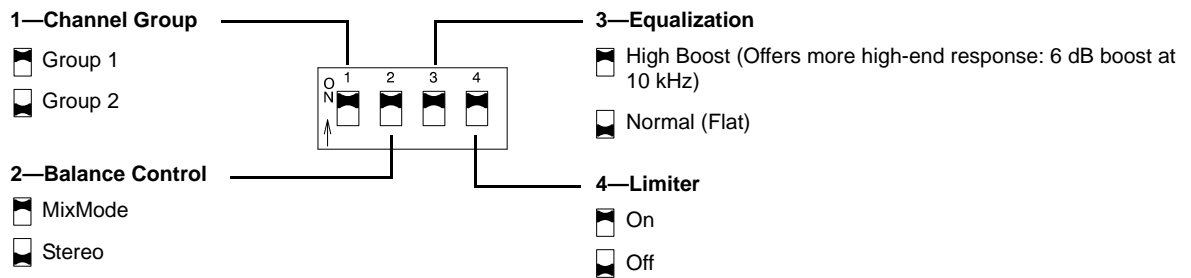 1—Channel Group
Group 1
Group 2
2—Balance Control
MixMode
Stereo
ON
1 2 3 4
3—Equalization
High Boost (Offers more high-end response: 6 dB boost at
10 kHz)
Normal (Flat)
4—Limiter
On
Off